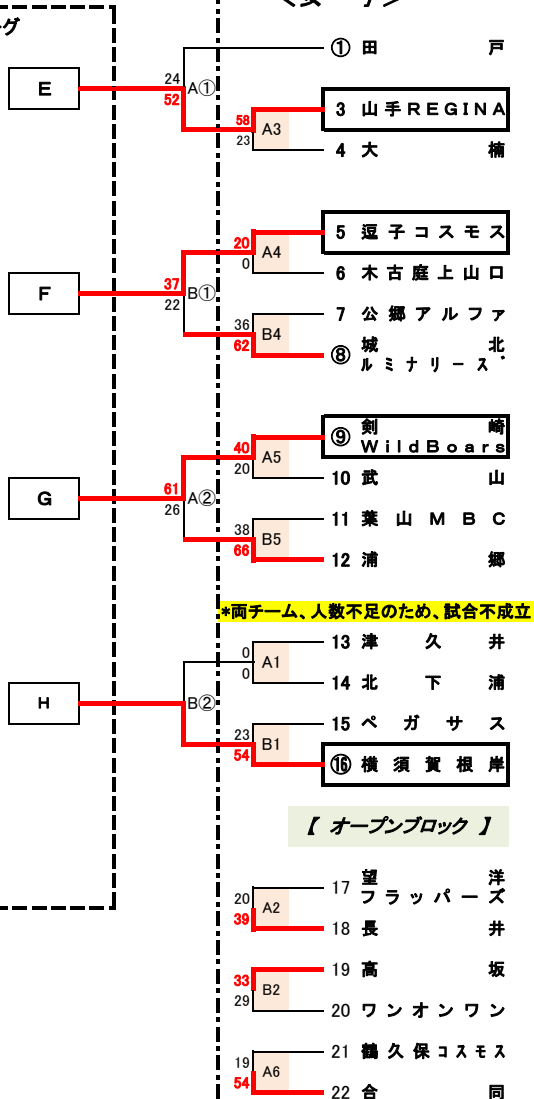 グ
① 田 戸
24
E
A①
52
3 山手REGINA
58
A3
23
4 大 楠
5 逗子コスモス
20
A4
0
6 木古庭上山口
37
F
B①
22
7 公郷アルファ
36
B4
62
⑧ 城 北
ルミナリーズ
⑨ 剣 崎
WildBoars
40
A5
20
10 武 山
61
G
A②
26
11 葉山MBC
38
B5
66
12 浦 郷
*両チーム、人数不足のため、試合不成立
13 津久井
0
A1
0
14 北下浦
H
B②
15 ペガサス
23
B1
54
⑯ 横須賀根岸
【 オープンブロック 】
17 望 洋
フラッパーズ
20
A2
39
18 長 井
19 高 坂
33
B2
29
20 ワンオンワン
21 鶴久保コスモス
19
A6
54
22 合 同